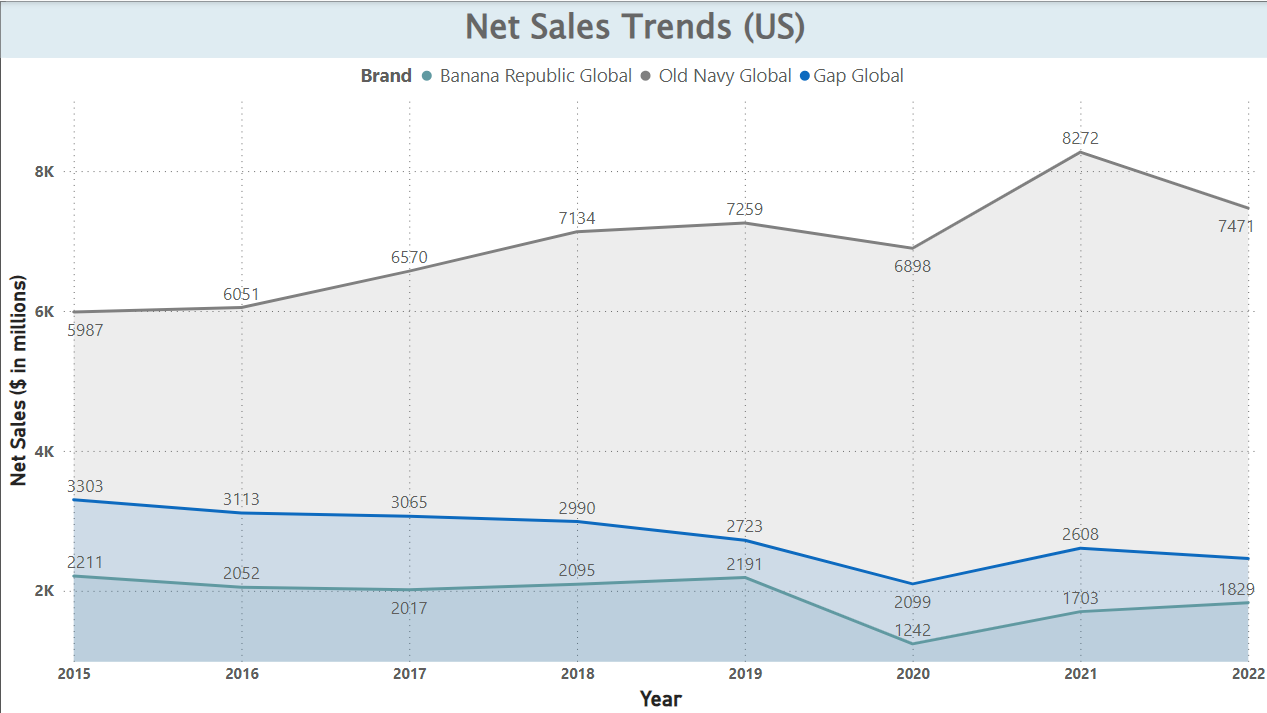 Net Sales Trends (US)
Brand Banana Republic Global Old Navy Global Gap Global
8272
8K
7471
7259
7134
6898
6570
6051
6K
5987
4K
3303
3113
3065
2990
2723
2608
2211
2052
2095
2191
2099
2K
2017
1829
1703
1242
2015 2016 2017 2018 2019 2020 2021 2022
Year
Net Sales ($ in millions)